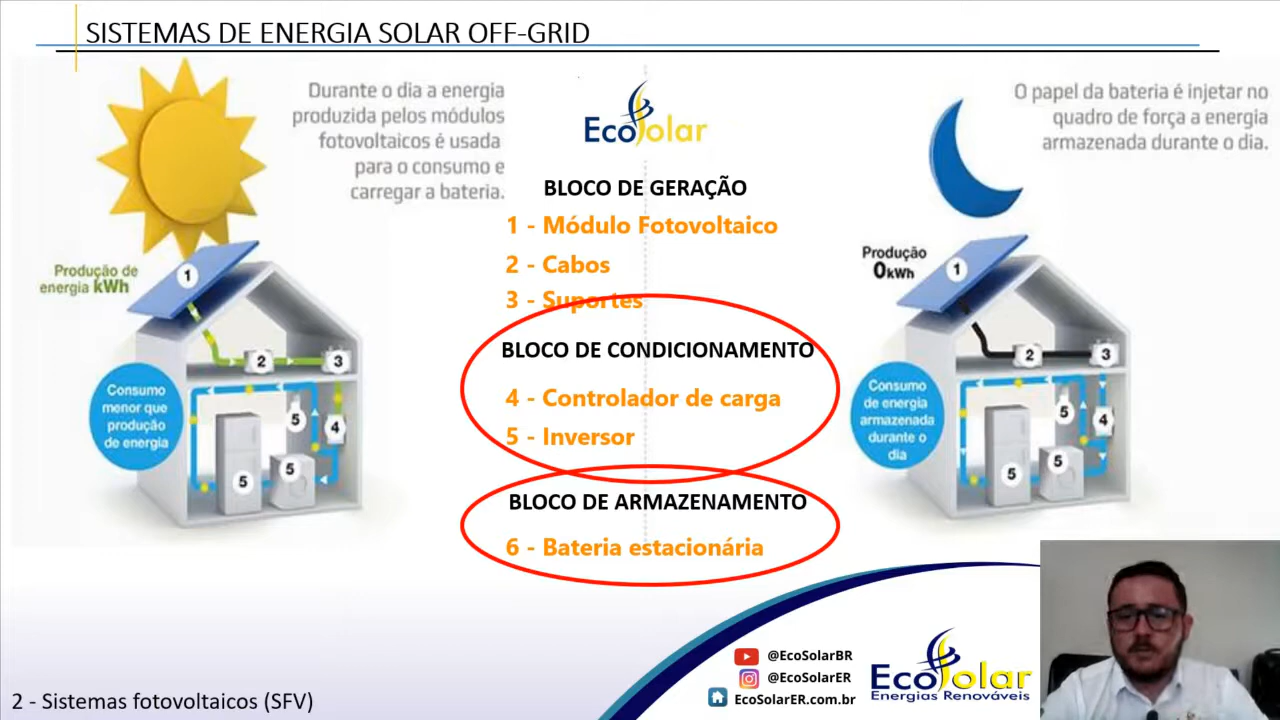 SISTEMAS DE ENERGIA SOLAR OFF-GRID
Durante o dia a energia
produzida pelos módulos
fotovoltaicos é usada
para o consumo e
carregar a bateria.
Produção de
energia kWh
1
2
3
4
5
5
5
Consumo
menor que
produção
de energia
EcoSolar
BLOCO DE GERAÇÃO
1 - Módulo Fotovoltaico
2 - Cabos
3 - Suportes
BLOCO DE CONDICIONAMENTO
4 - Controlador de carga
5 - Inversor
BLOCO DE ARMAZENAMENTO
6 - Bateria estacionária
O papel da bateria é injetar no
quadro de força a energia
armazenada durante o dia.
Produção
0kWh
1
2
3
4
5
5
5
Consumo
de energia
armazenada
durante o
dia
@EcoSolarBR
@EcoSolarER
EcoSolarER.com.br
EcoSolar
Energias Renováveis
2 - Sistemas fotovoltaicos (SFV)